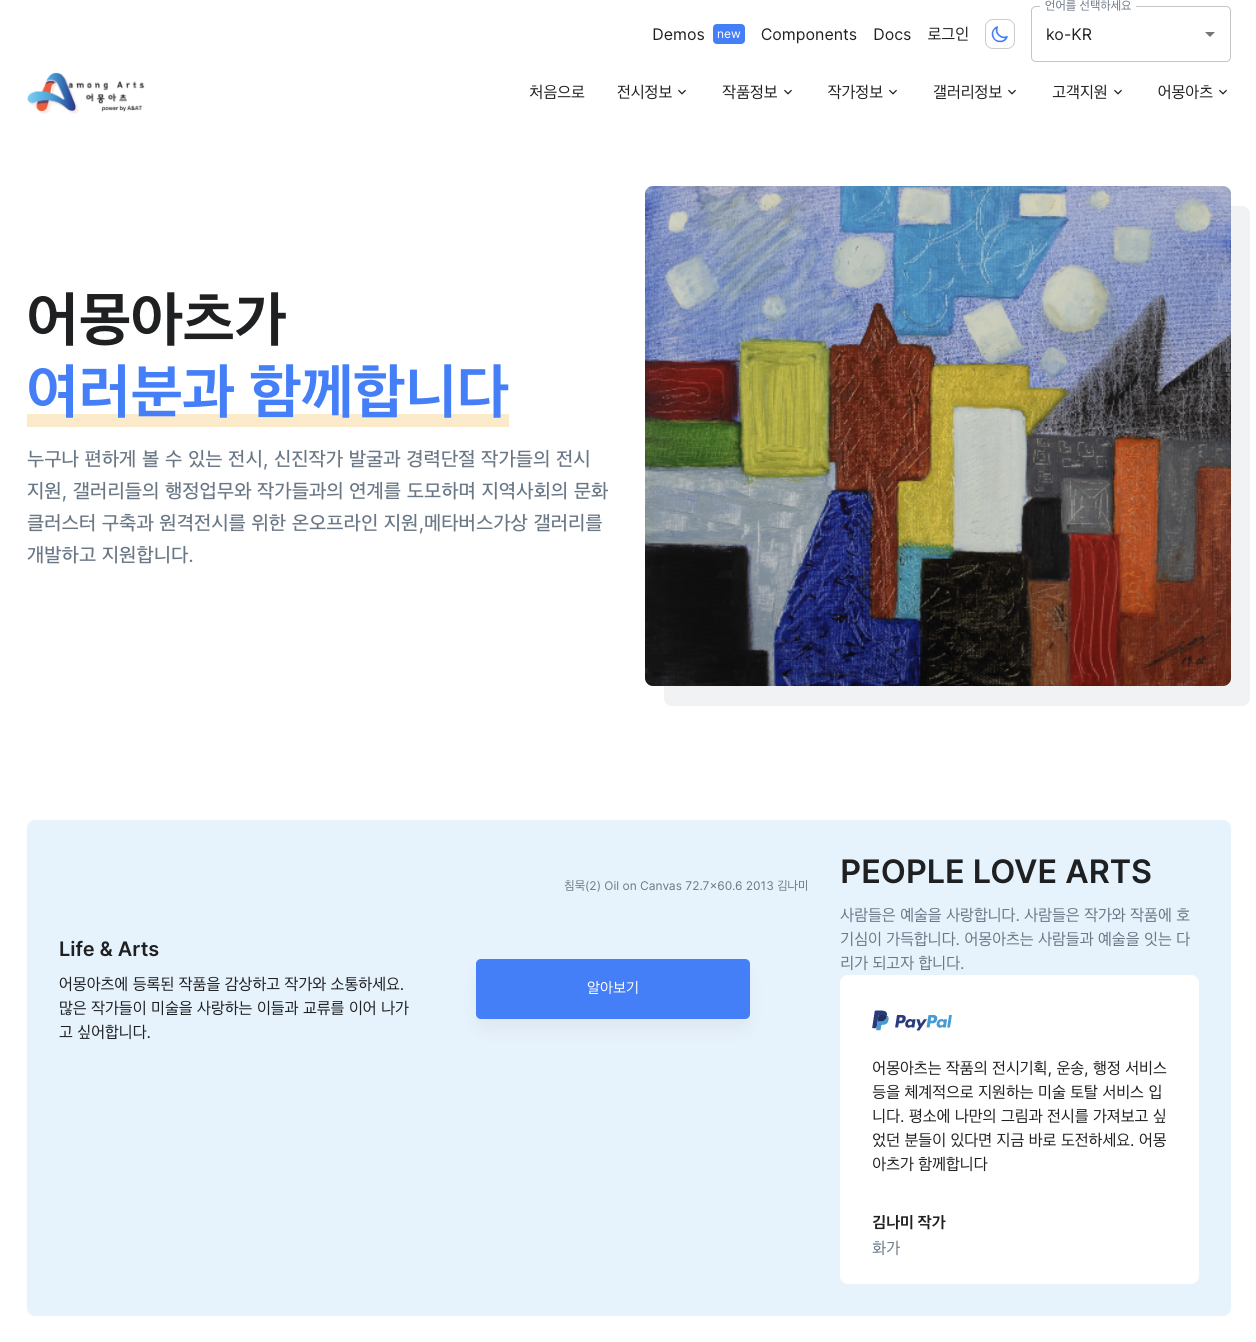 언어를 선택하세요
Demos new Components Docs 로그인 ko-KR
among Arts
어몽아츠
power by A&AT
처음으로 전시정보 작품정보 작가정보 갤러리정보 고객지원 어몽아츠
어몽아츠가
여러분과 함께합니다
누구나 편하게 볼 수 있는 전시, 신진작가 발굴과 경력단절 작가들의 전시
지원, 갤러리들의 행정업무와 작가들과의 연계를 도모하며 지역사회의 문화
클러스터 구축과 원격전시를 위한 온오프라인 지원,메타버스가상 갤러리를
개발하고 지원합니다.
Life & Arts
어몽아츠에 등록된 작품을 감상하고 작가와 소통하세요.
많은 작가들이 미술을 사랑하는 이들과 교류를 이어 나가
고 싶어합니다.
침묵(2) Oil on Canvas 72.7×60.6 2013 김나미
알아보기
PEOPLE LOVE ARTS
사람들은 예술을 사랑합니다. 사람들은 작가와 작품에 호
기심이 가득합니다. 어몽아츠는 사람들과 예술을 잇는 다
리가 되고자 합니다.
PayPal
어몽아츠는 작품의 전시기획, 운송, 행정 서비스
등을 체계적으로 지원하는 미술 토탈 서비스 입
니다. 평소에 나만의 그림과 전시를 가져보고 싶
었던 분들이 있다면 지금 바로 도전하세요. 어몽
아츠가 함께합니다
김나미 작가
화가